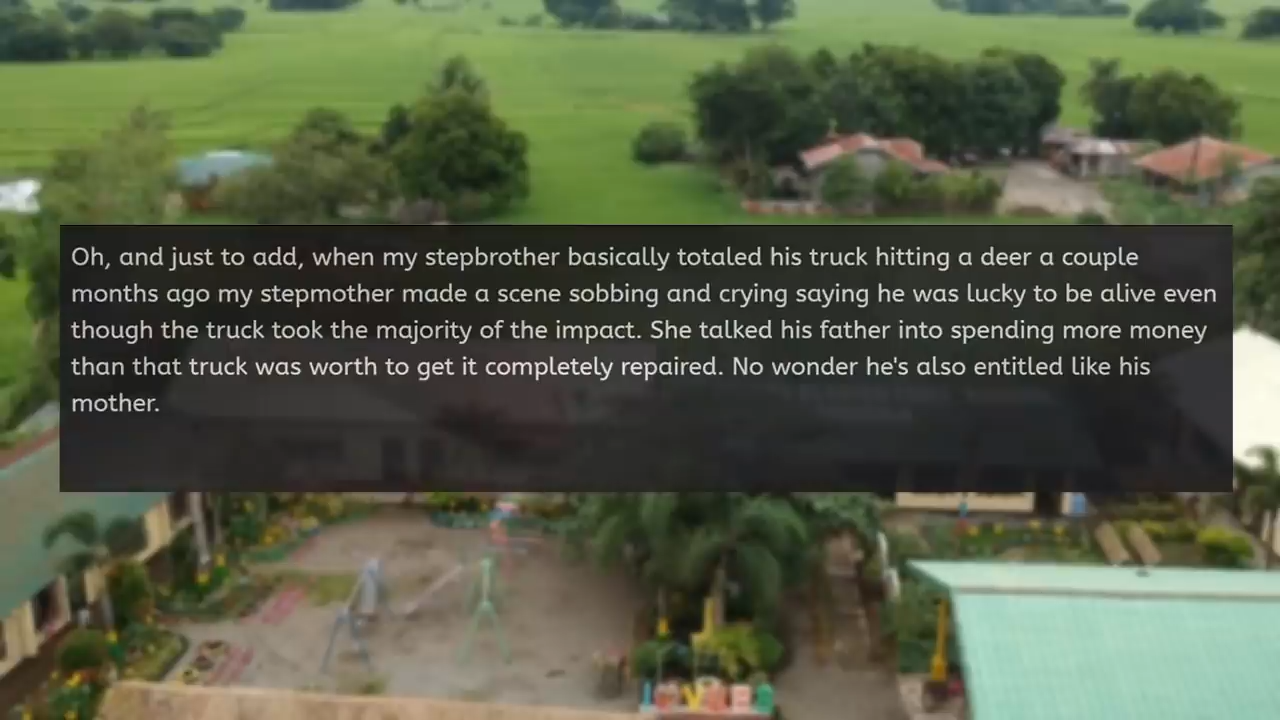 Oh, and just to add, when my stepbrother basically totaled his truck hitting a deer a couple
months ago my stepmother made a scene sobbing and crying saying he was lucky to be alive even
though the truck took the majority of the impact. She talked his father into spending more money
than that truck was worth to get it completely repaired. No wonder he's also entitled like his
mother.